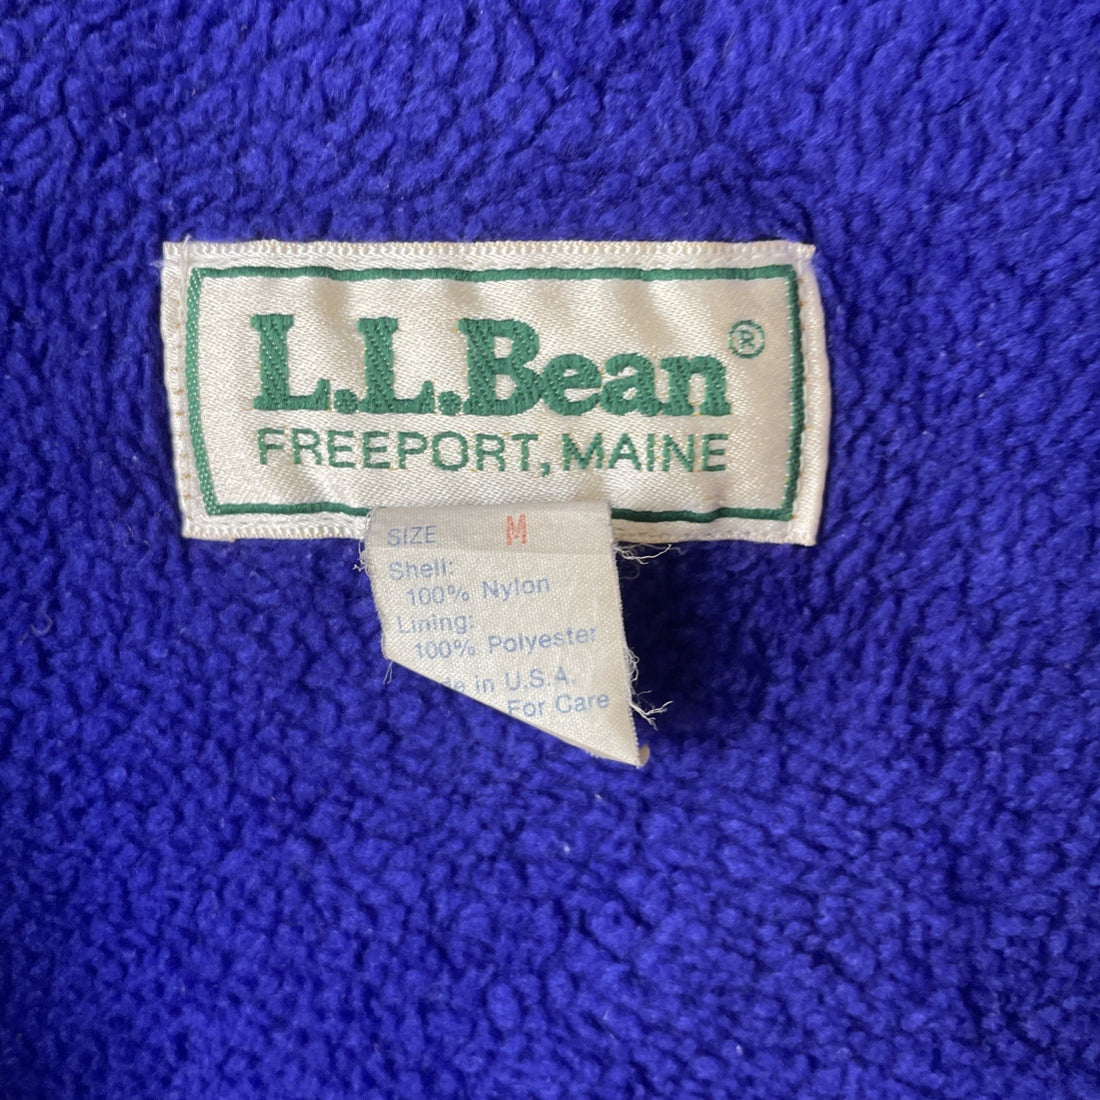 L.L.Bean®
FREEPORT, MAINE
SIZE M
Shell:
100% Nylon
Lining:
100% Polyester
in U.S.A.
For Care